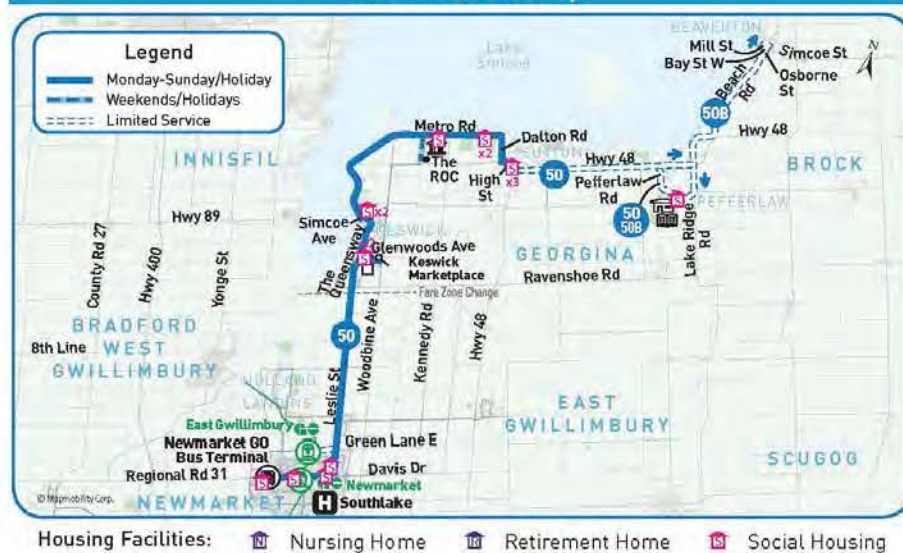 Legend
Monday-Sunday/Holiday
Weekends/Holidays
Limited Service
BEAVERTON
Mill St
Bay St W
Simcoe St
Osborne St
N
Lake Simcoe
Beach Rd
50B
Hwy 48
BROCK
Metro Rd
Dalton Rd
S
S
x2
The ROC
SUTTON
Hwy 48
High St
S
x3
50
Pefferlaw Rd
S
PEFFERLAW
50
50B
Lake Ridge Rd
INNISFIL
Hwy 89
Simcoe Ave
S
x2
KESWICK
Glenwoods Ave
S
Keswick Marketplace
The Queensway
GEORGINA
Ravenshoe Rd
Fare Zone Change
County Rd 27
Hwy 400
Yonge St
BRADFORD
WEST
GWILLIMBURY
8th Line
50
Leslie St
Woodbine Ave
Kennedy Rd
Hwy 48
HOLLAND LANDING
EAST
GWILLIMBURY
SCUGOG
East Gwillimbury
Newmarket GO
Bus Terminal
Green Lane E
Regional Rd 31
Davis Dr
S
S
S
S
Newmarket
NEWMARKET
H Southlake
© Mapmobility Corp.
Housing Facilities: N Nursing Home R Retirement Home S Social Housing